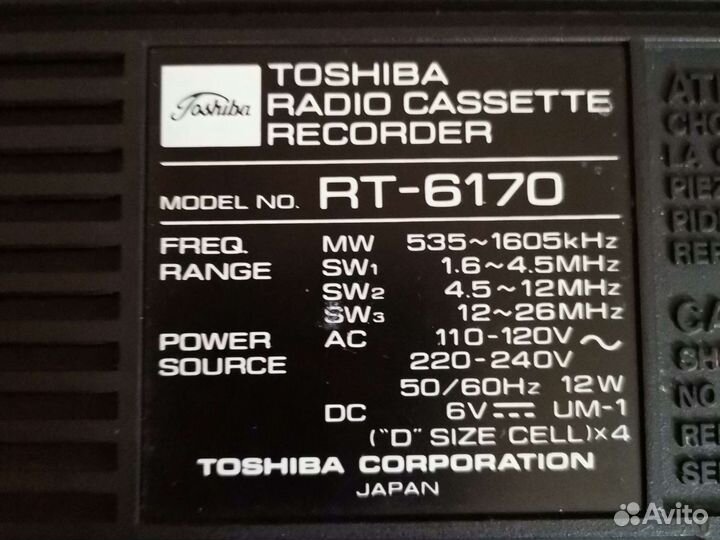 Toshiba
TOSHIBA
RADIO CASSETTE
RECORDER
MODEL NO. RT-6170
FREQ. RANGE MW 535~1605kHz
SW1 1.6~4.5MHz
SW2 4.5~12MHz
SW3 12~26MHz
POWER SOURCE AC 110-120V ~
220-240V
50/60Hz 12W
DC 6V ⎓ UM-1
("D" SIZE CELL)×4
TOSHIBA CORPORATION
JAPAN
LA
NO
Avito